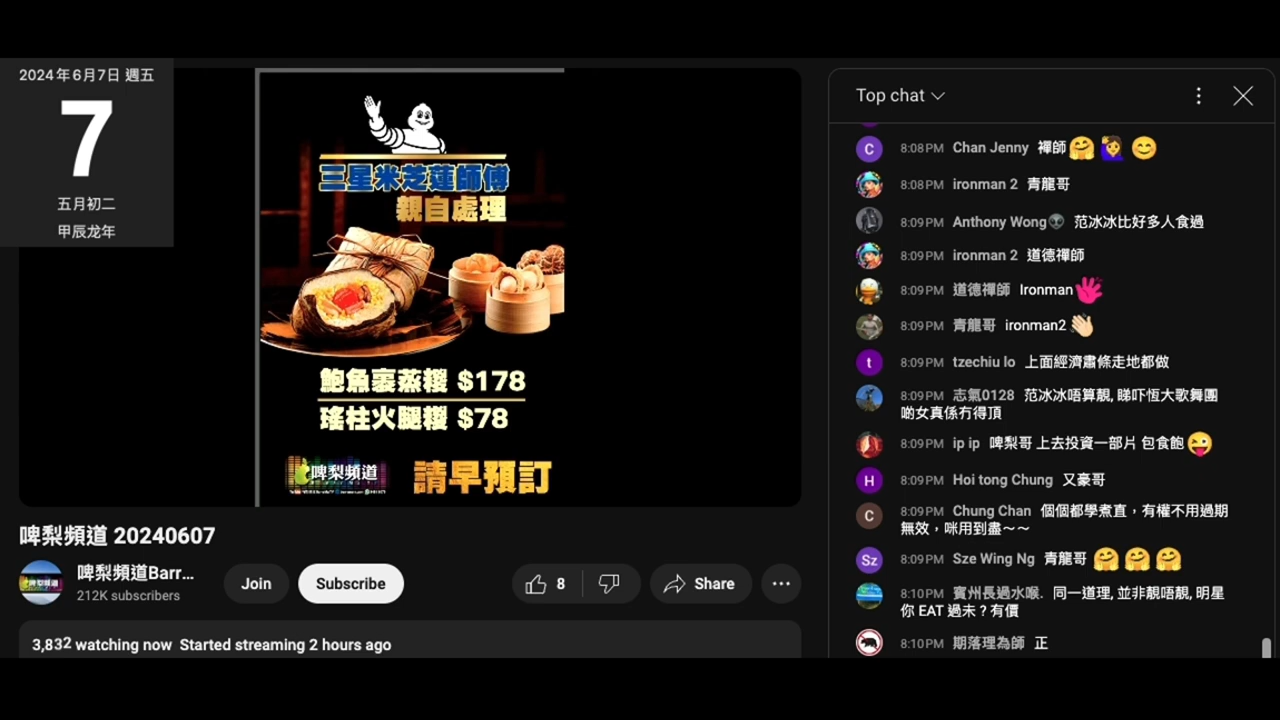 2024年6月7日 週五
7
五月初二
甲辰龙年
三星米芝蓮師傅
親自處理
鮑魚裹蒸糭 $178
瑤柱火腿糭 $78
啤梨頻道
請早預訂
啤梨頻道 20240607
啤梨頻道Barr...
212K subscribers
Join
Subscribe
8
Share
3,832 watching now Started streaming 2 hours ago
Top chat
C 8:08PM Chan Jenny 禪師🤗🙋‍♀️😊
8:08PM ironman 2 青龍哥
8:09PM Anthony Wong👽 范冰冰比好多人食過
8:09PM ironman 2 道德禪師
8:09PM 道德禪師 Ironman
8:09PM 青龍哥 ironman2👋🏼
t 8:09PM tzechiu lo 上面經濟肅條走地都做
8:09PM 志氣0128 范冰冰唔算靚, 睇吓恆大歌舞團
啲女真係冇得頂
8:09PM ip ip 啤梨哥 上去投資一部片 包食飽😜
H 8:09PM Hoi tong Chung 又豪哥
C 8:09PM Chung Chan 個個都學煮直，有權不用過期
無效，咪用到盡～～
Sz 8:09PM Sze Wing Ng 青龍哥 🤗🤗🤗
8:10PM 賓州長過水喉. 同一道理, 並非靚唔靚, 明星
你 EAT 過未？有價
8:10PM 期落理為師 正